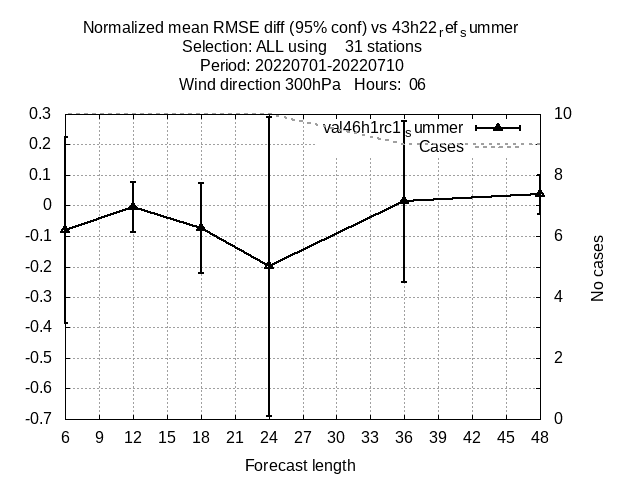 Normalized mean RMSE diff (95% conf) vs 43h22ref summer
Selection: ALL using 31 stations
Period: 20220701-20220710
Wind direction 300hPa Hours: 06
0.3
0.2
0.1
0
-0.1
-0.2
-0.3
-0.4
-0.5
-0.6
-0.7
val46h1rc1summer
Cases
10
8
6
4
2
0
No cases
6 9 12 15 18 21 24 27 30 33 36 39 42 45 48
Forecast length